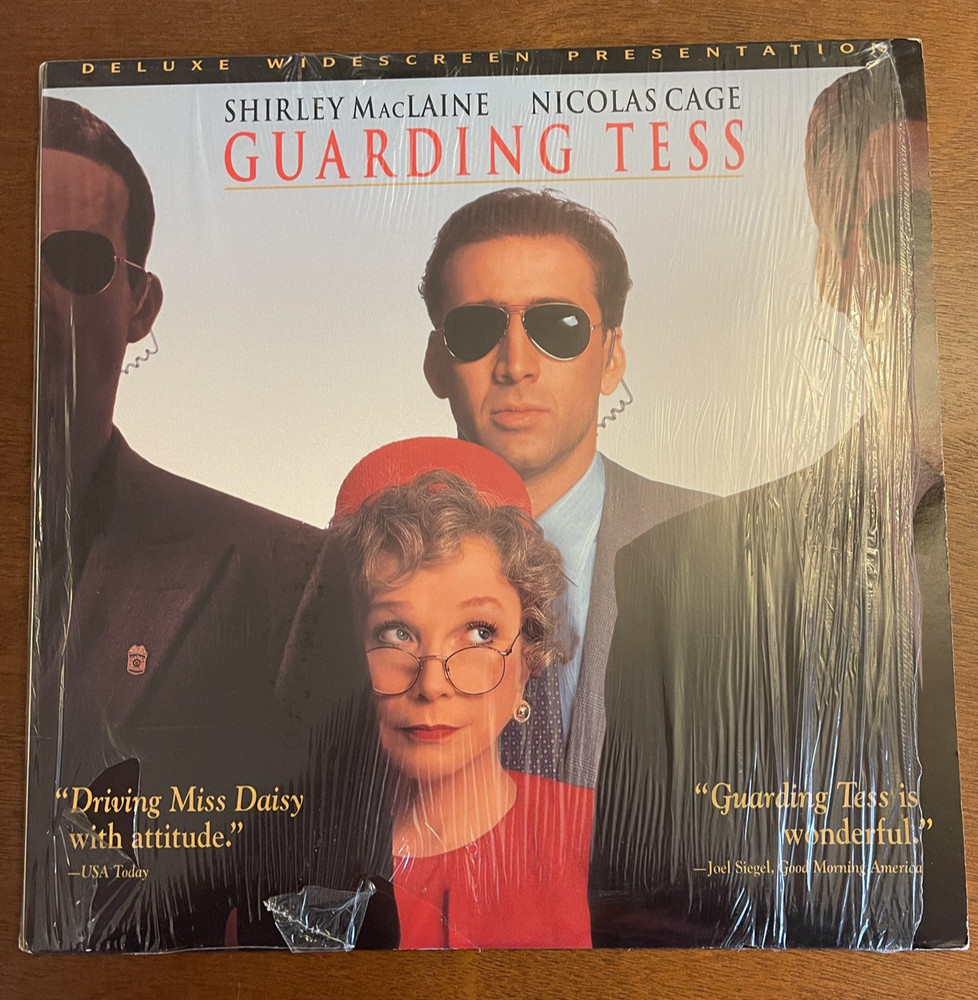 DELUXE WIDESCREEN PRESENTATION
SHIRLEY MACLAINE NICOLAS CAGE
GUARDING TESS
“Driving Miss Daisy
with attitude.”
—USA Today
“Guarding Tess is
wonderful.”
—Joel Siegel, Good Morning America